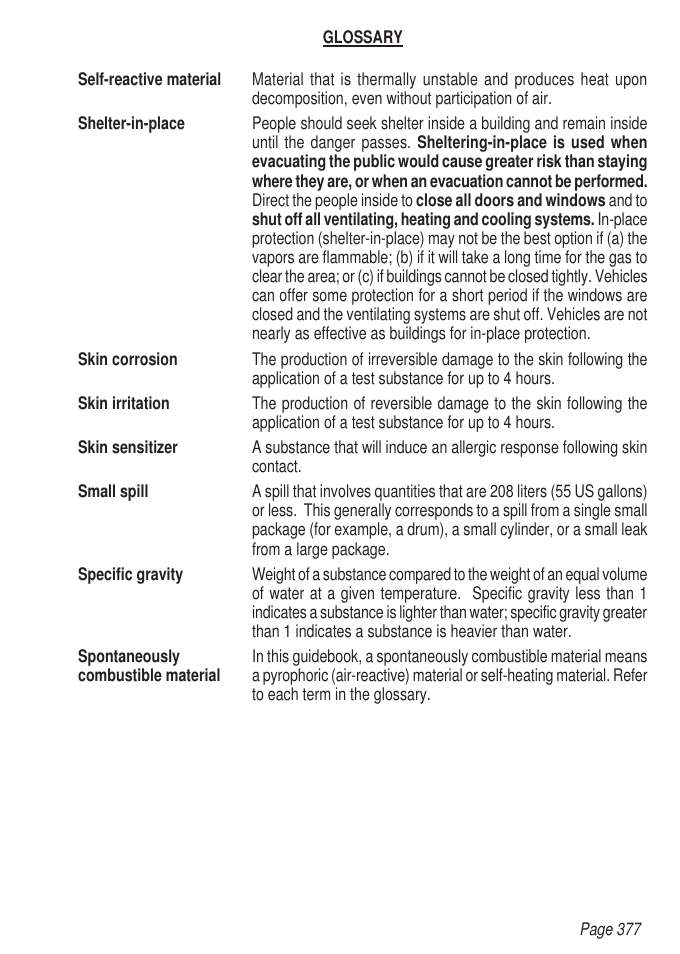 GLOSSARY
Self-reactive material Material that is thermally unstable and produces heat upon
decomposition, even without participation of air.
Shelter-in-place People should seek shelter inside a building and remain inside
until the danger passes. Sheltering-in-place is used when
evacuating the public would cause greater risk than staying
where they are, or when an evacuation cannot be performed.
Direct the people inside to close all doors and windows and to
shut off all ventilating, heating and cooling systems. In-place
protection (shelter-in-place) may not be the best option if (a) the
vapors are flammable; (b) if it will take a long time for the gas to
clear the area; or (c) if buildings cannot be closed tightly. Vehicles
can offer some protection for a short period if the windows are
closed and the ventilating systems are shut off. Vehicles are not
nearly as effective as buildings for in-place protection.
Skin corrosion The production of irreversible damage to the skin following the
application of a test substance for up to 4 hours.
Skin irritation The production of reversible damage to the skin following the
application of a test substance for up to 4 hours.
Skin sensitizer A substance that will induce an allergic response following skin
contact.
Small spill A spill that involves quantities that are 208 liters (55 US gallons)
or less. This generally corresponds to a spill from a single small
package (for example, a drum), a small cylinder, or a small leak
from a large package.
Specific gravity Weight of a substance compared to the weight of an equal volume
of water at a given temperature. Specific gravity less than 1
indicates a substance is lighter than water; specific gravity greater
than 1 indicates a substance is heavier than water.
Spontaneously In this guidebook, a spontaneously combustible material means
combustible material a pyrophoric (air-reactive) material or self-heating material. Refer
to each term in the glossary.
Page 377